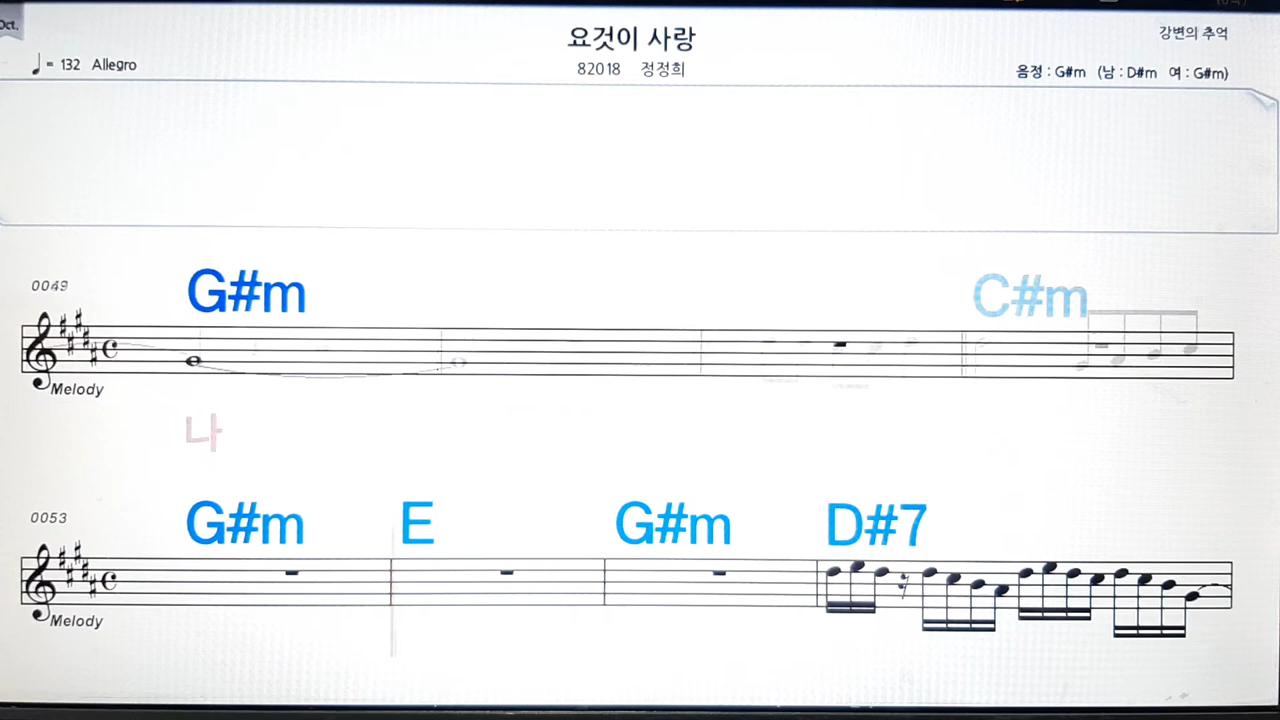 Oct.
요것이 사랑
강변의 추억
= 132 Allegro
82018 정정희
음정 : G#m (남 : D#m 여 : G#m)
0049
G#m C#m
Melody
나
0053
G#m E G#m D#7
Melody